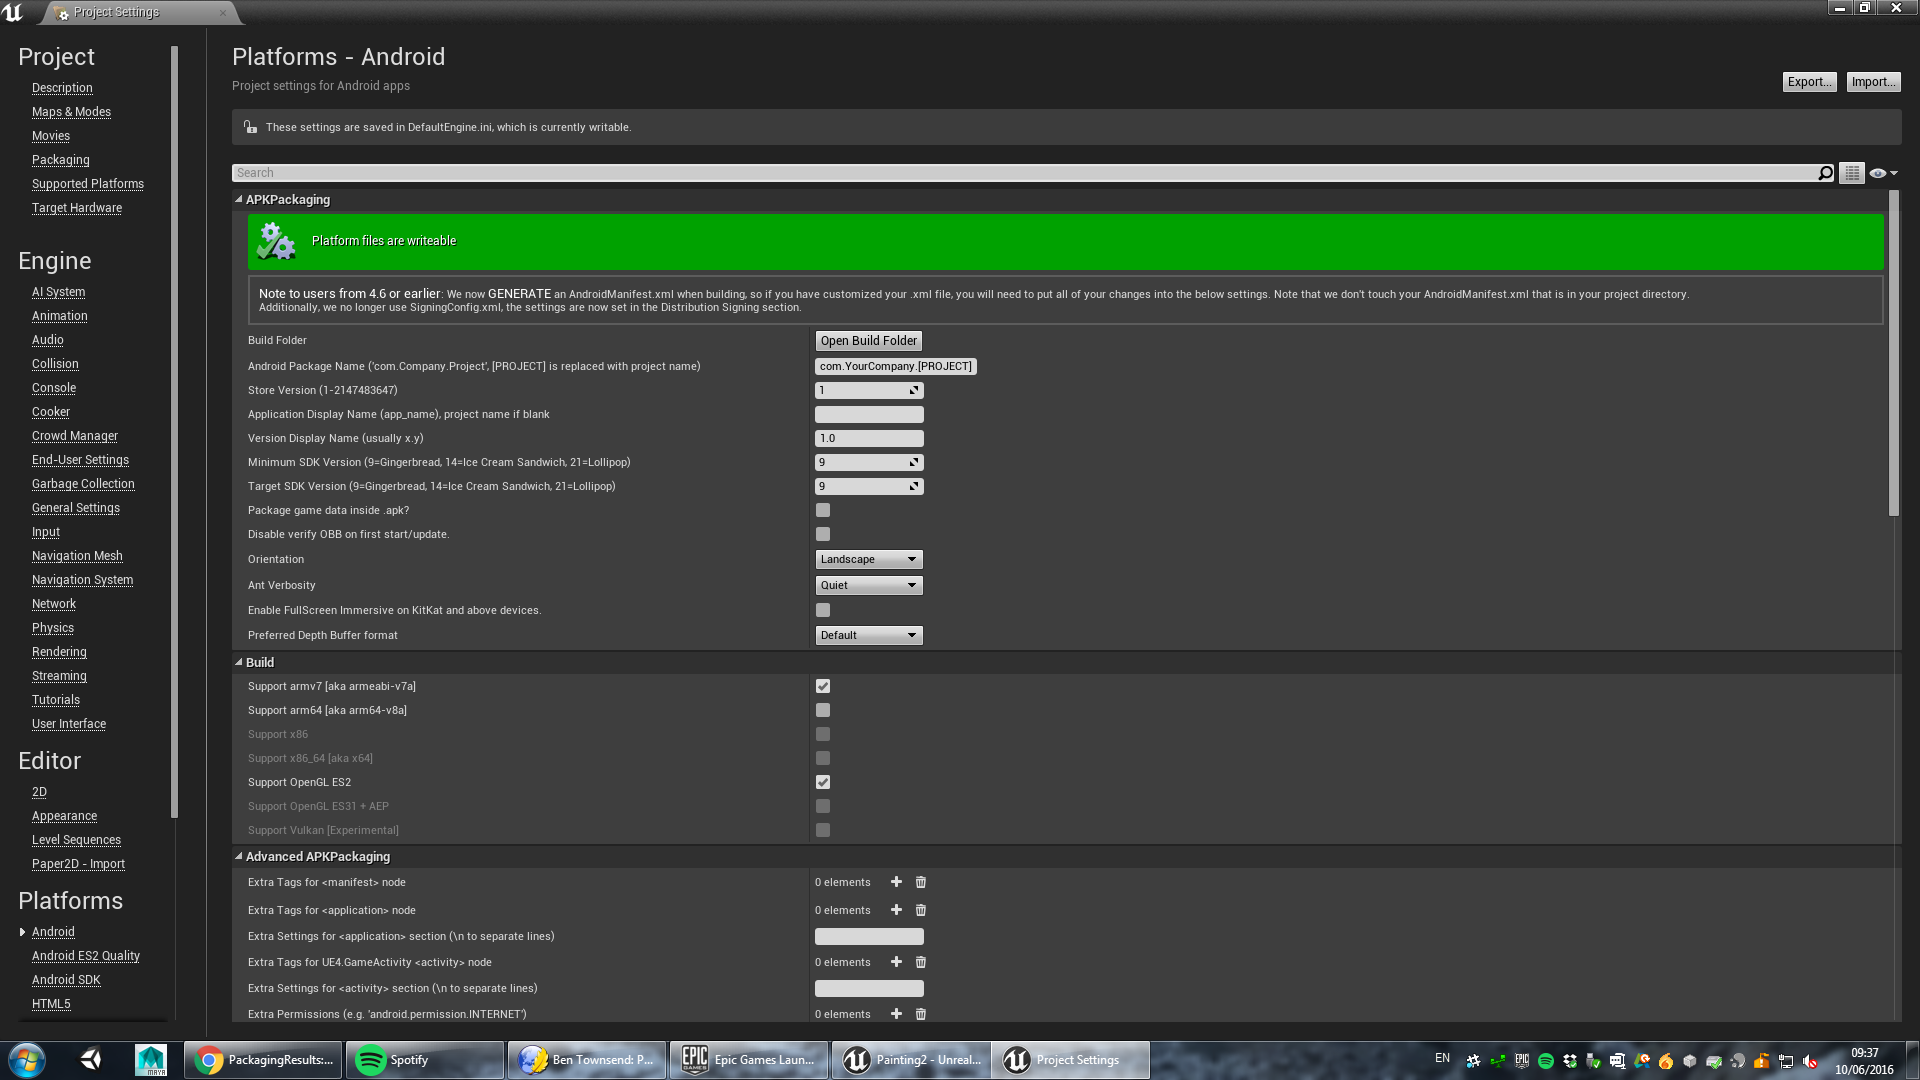 Project Settings
Project
Description
Maps & Modes
Movies
Packaging
Supported Platforms
Target Hardware
Engine
AI System
Animation
Audio
Collision
Console
Cooker
Crowd Manager
End-User Settings
Garbage Collection
General Settings
Input
Navigation Mesh
Navigation System
Network
Physics
Rendering
Streaming
Tutorials
User Interface
Editor
2D
Appearance
Level Sequences
Paper2D - Import
Platforms
Android
Android ES2 Quality
Android SDK
HTML5
Platforms - Android
Project settings for Android apps
Export...
Import...
These settings are saved in DefaultEngine.ini, which is currently writable.
Search
APKPackaging
Platform files are writeable
Note to users from 4.6 or earlier: We now GENERATE an AndroidManifest.xml when building, so if you have customized your .xml file, you will need to put all of your changes into the below settings. Note that we don't touch your AndroidManifest.xml that is in your project directory.
Additionally, we no longer use SigningConfig.xml, the settings are now set in the Distribution Signing section.
Build Folder Open Build Folder
Android Package Name ('com.Company.Project', [PROJECT] is replaced with project name) com.YourCompany.[PROJECT]
Store Version (1-2147483647) 1
Application Display Name (app_name), project name if blank
Version Display Name (usually x.y) 1.0
Minimum SDK Version (9=Gingerbread, 14=Ice Cream Sandwich, 21=Lollipop) 9
Target SDK Version (9=Gingerbread, 14=Ice Cream Sandwich, 21=Lollipop) 9
Package game data inside .apk?
Disable verify OBB on first start/update.
Orientation Landscape
Ant Verbosity Quiet
Enable FullScreen Immersive on KitKat and above devices.
Preferred Depth Buffer format Default
Build
Support armv7 [aka armeabi-v7a]
Support arm64 [aka arm64-v8a]
Support x86
Support x86_64 [aka x64]
Support OpenGL ES2
Support OpenGL ES31 + AEP
Support Vulkan [Experimental]
Advanced APKPackaging
Extra Tags for <manifest> node 0 elements
Extra Tags for <application> node 0 elements
Extra Settings for <application> section (\n to separate lines)
Extra Tags for UE4.GameActivity <activity> node 0 elements
Extra Settings for <activity> section (\n to separate lines)
Extra Permissions (e.g. 'android.permission.INTERNET') 0 elements
MAYA
PackagingResults:...
Spotify
Ben Townsend: P...
EPIC GAMES
Epic Games Laun...
Painting2 - Unreal...
Project Settings
EN
EPIC
09:37
10/06/2016